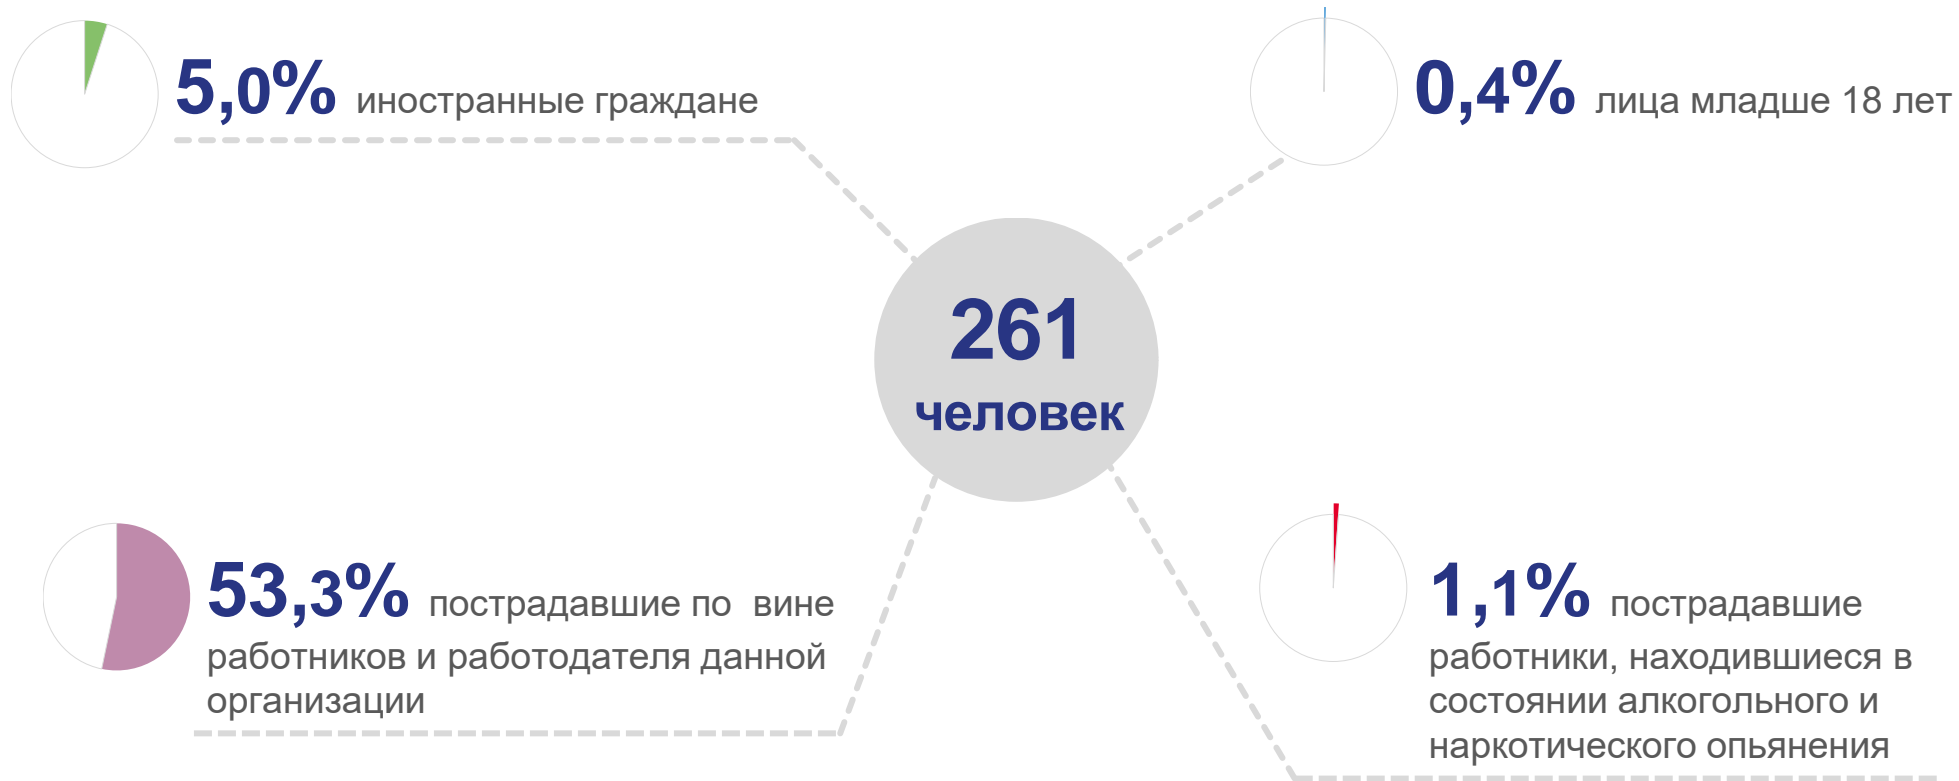 5,0% иностранные граждане
0,4% лица младше 18 лет
261
человек
53,3% пострадавшие по вине
работников и работодателя данной
организации
1,1% пострадавшие
работники, находившиеся в
состоянии алкогольного и
наркотического опьянения